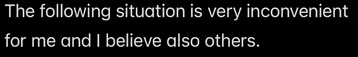 The following situation is very inconvenient
for me and I believe also others.